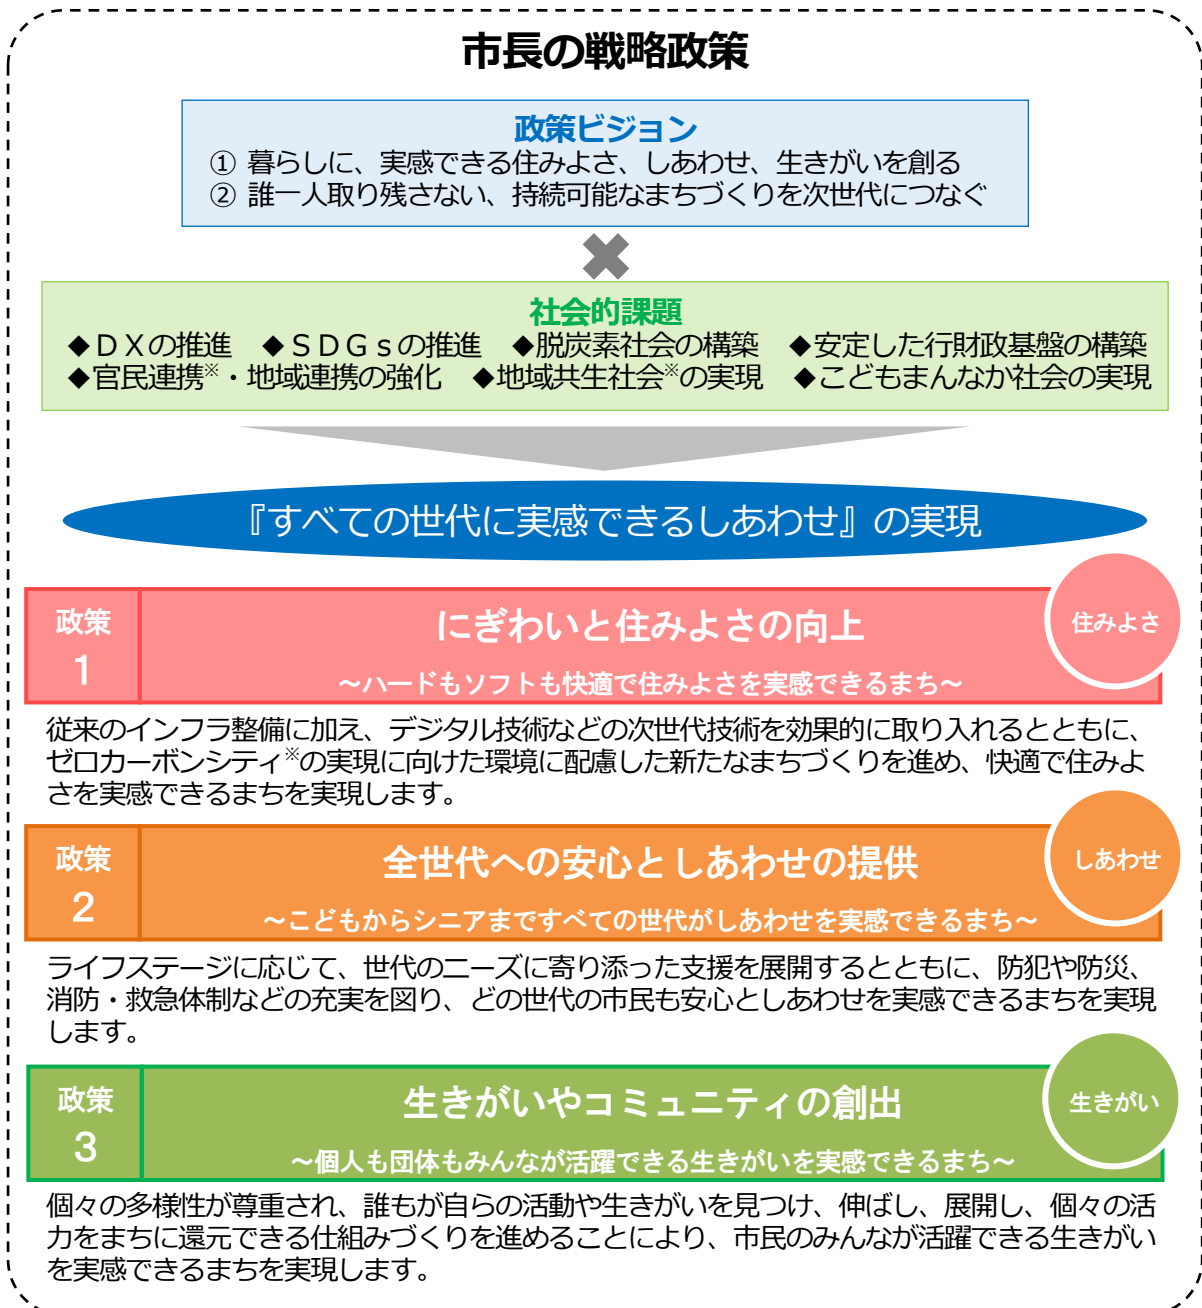 市長の戦略政策
政策ビジョン
① 暮らしに、実感できる住みよさ、しあわせ、生きがいを創る
② 誰一人取り残さない、持続可能なまちづくりを次世代につなぐ
社会的課題
◆ＤＸの推進　◆ＳＤＧｓの推進　◆脱炭素社会の構築　◆安定した行財政基盤の構築
◆官民連携※・地域連携の強化　◆地域共生社会※の実現　◆こどもまんなか社会の実現
『すべての世代に実感できるしあわせ』の実現
政策
1
にぎわいと住みよさの向上
～ハードもソフトも快適で住みよさを実感できるまち～
住みよさ
従来のインフラ整備に加え、デジタル技術などの次世代技術を効果的に取り入れるとともに、
ゼロカーボンシティ※の実現に向けた環境に配慮した新たなまちづくりを進め、快適で住みよ
さを実感できるまちを実現します。
政策
2
全世代への安心としあわせの提供
～こどもからシニアまですべての世代がしあわせを実感できるまち～
しあわせ
ライフステージに応じて、世代のニーズに寄り添った支援を展開するとともに、防犯や防災、
消防・救急体制などの充実を図り、どの世代の市民も安心としあわせを実感できるまちを実現
します。
政策
3
生きがいやコミュニティの創出
～個人も団体もみんなが活躍できる生きがいを実感できるまち～
生きがい
個々の多様性が尊重され、誰もが自らの活動や生きがいを見つけ、伸ばし、展開し、個々の活
力をまちに還元できる仕組みづくりを進めることにより、市民のみんなが活躍できる生きがい
を実感できるまちを実現します。